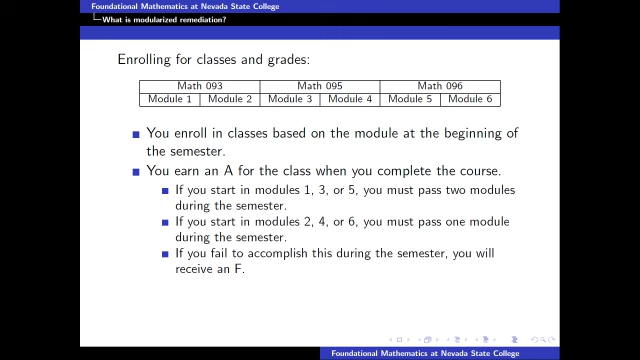 Foundational Mathematics at Nevada State College
What is modularized remediation?
Enrolling for classes and grades:
Math 093 Math 095 Math 096
Module 1 Module 2 Module 3 Module 4 Module 5 Module 6
You enroll in classes based on the module at the beginning of
the semester.
You earn an A for the class when you complete the course.
If you start in modules 1, 3, or 5, you must pass two modules
during the semester.
If you start in modules 2, 4, or 6, you must pass one module
during the semester.
If you fail to accomplish this during the semester, you will
receive an F.
Foundational Mathematics at Nevada State College